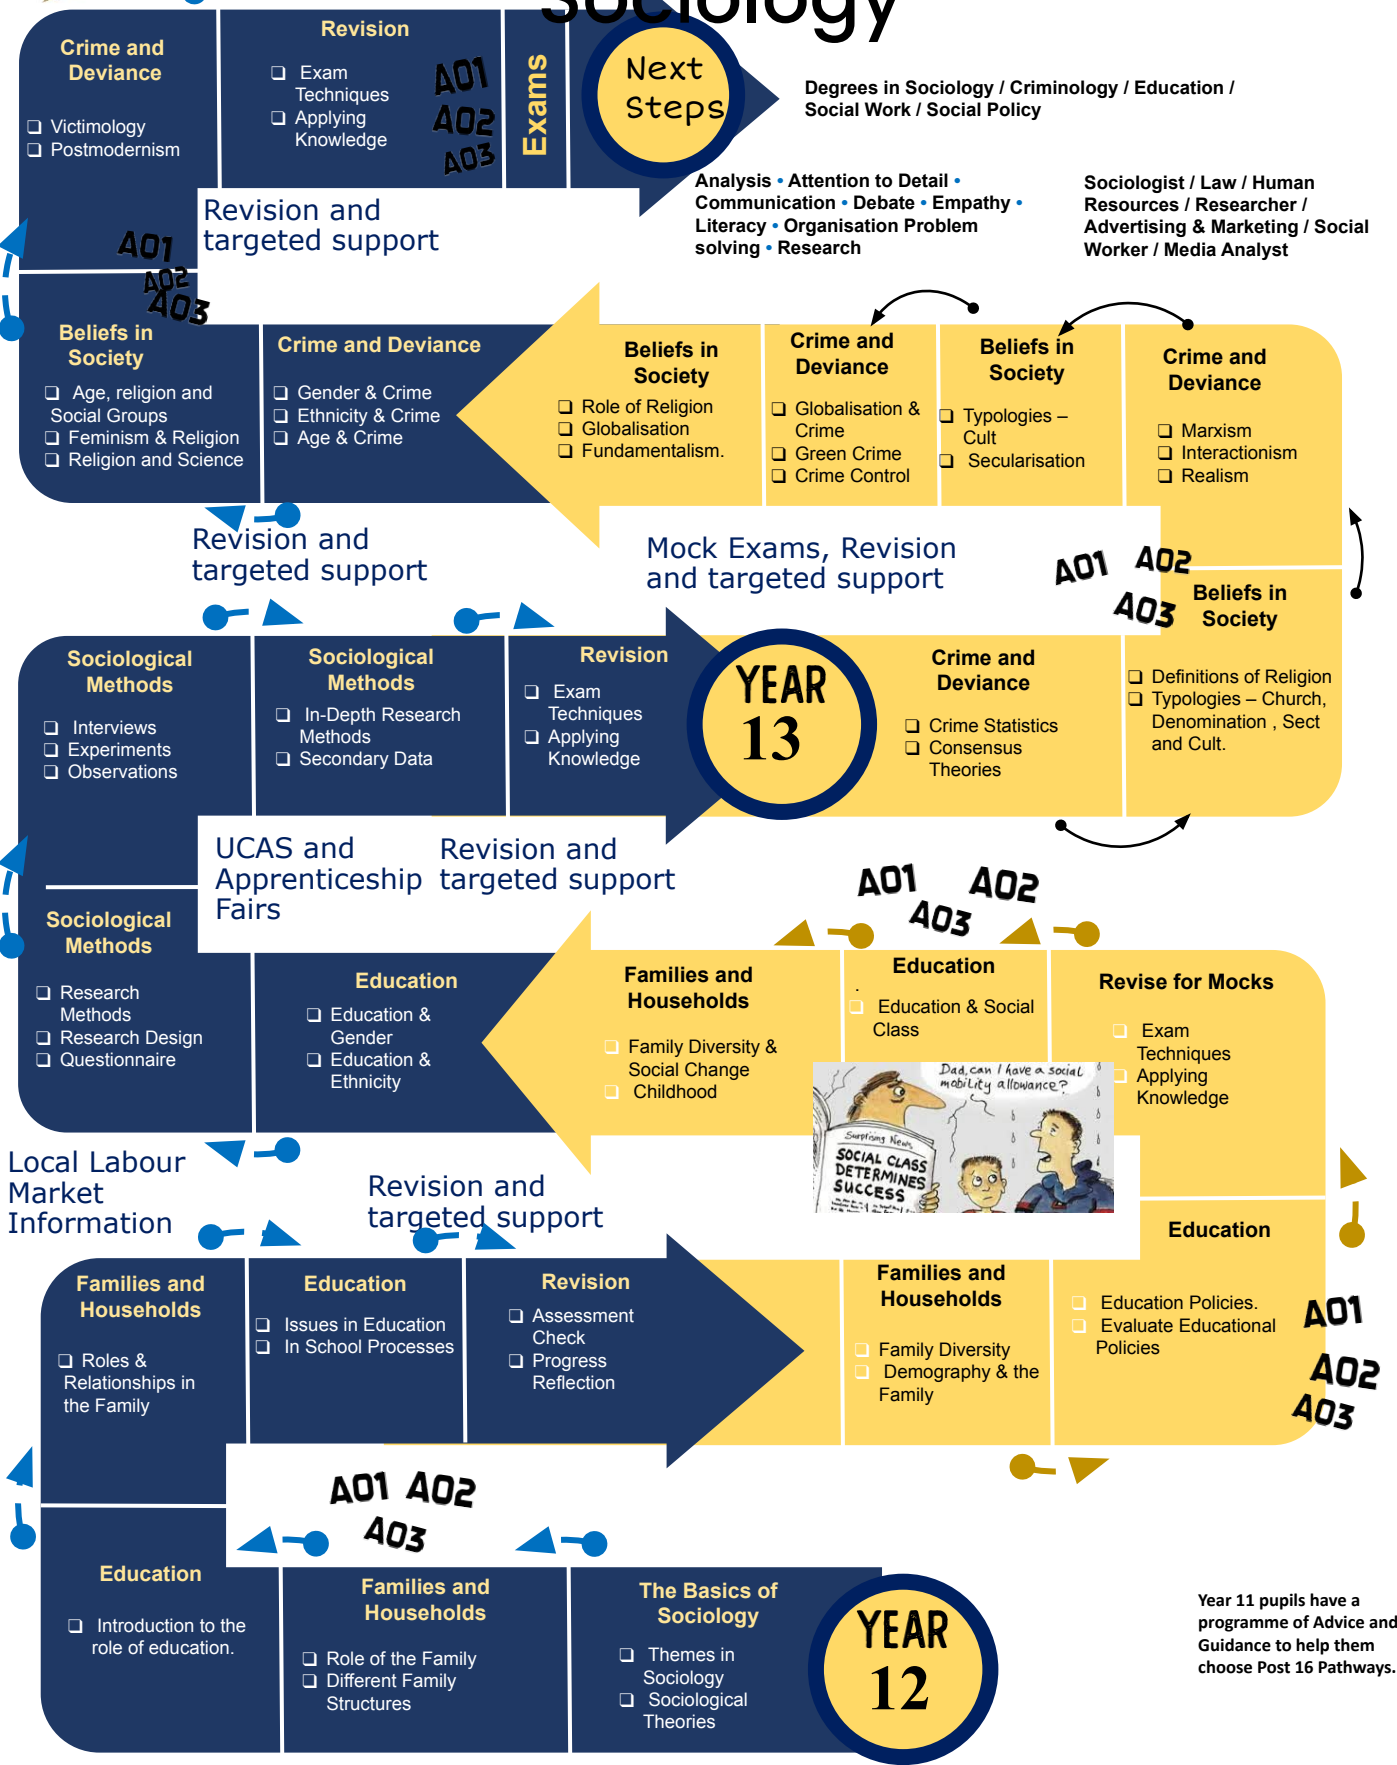 Sociology
Crime and
Deviance
❑ Victimology
❑ Postmodernism
Revision
❑ Exam
Techniques
❑ Applying
Knowledge
AO1
AO2
AO3
Exams
Next
Steps
Degrees in Sociology / Criminology / Education /
Social Work / Social Policy
Analysis • Attention to Detail •
Communication • Debate • Empathy •
Literacy • Organisation Problem
solving • Research
Sociologist / Law / Human
Resources / Researcher /
Advertising & Marketing / Social
Worker / Media Analyst
Revision and
targeted support
AO1
AO2
AO3
Beliefs in
Society
❑ Age, religion and
Social Groups
❑ Feminism & Religion
❑ Religion and Science
Crime and Deviance
❑ Gender & Crime
❑ Ethnicity & Crime
❑ Age & Crime
Beliefs in
Society
❑ Role of Religion
❑ Globalisation
❑ Fundamentalism.
Crime and
Deviance
❑ Globalisation &
Crime
❑ Green Crime
❑ Crime Control
Beliefs in
Society
❑ Typologies –
Cult
❑ Secularisation
Crime and
Deviance
❑ Marxism
❑ Interactionism
❑ Realism
Revision and
targeted support
Mock Exams, Revision
and targeted support
AO1
AO2
AO3
Beliefs in
Society
❑ Definitions of Religion
❑ Typologies – Church,
Denomination , Sect
and Cult.
Sociological
Methods
❑ Interviews
❑ Experiments
❑ Observations
Sociological
Methods
❑ In-Depth Research
Methods
❑ Secondary Data
Revision
❑ Exam
Techniques
❑ Applying
Knowledge
YEAR
13
Crime and
Deviance
❑ Crime Statistics
❑ Consensus
Theories
UCAS and
Apprenticeship
Fairs
Revision and
targeted support
AO1
AO2
AO3
Sociological
Methods
❑ Research
Methods
❑ Research Design
❑ Questionnaire
Education
❑ Education &
Gender
❑ Education &
Ethnicity
Families and
Households
❑ Family Diversity &
Social Change
❑ Childhood
Education
.
❑ Education & Social
Class
Revise for Mocks
❑ Exam
Techniques
❑ Applying
Knowledge
Dad, can I have a social
mobility allowance?
Surprising News
SOCIAL CLASS
DETERMINES
SUCCESS
Local Labour
Market
Information
Revision and
targeted support
Education
❑ Education Policies.
❑ Evaluate Educational
Policies
AO1
AO2
AO3
Families and
Households
❑ Roles &
Relationships in
the Family
Education
❑ Issues in Education
❑ In School Processes
Revision
❑ Assessment
Check
❑ Progress
Reflection
Families and
Households
❑ Family Diversity
❑ Demography & the
Family
AO1
AO2
AO3
Education
❑ Introduction to the
role of education.
Families and
Households
❑ Role of the Family
❑ Different Family
Structures
The Basics of
Sociology
❑ Themes in
Sociology
❑ Sociological
Theories
YEAR
12
Year 11 pupils have a
programme of Advice and
Guidance to help them
choose Post 16 Pathways.